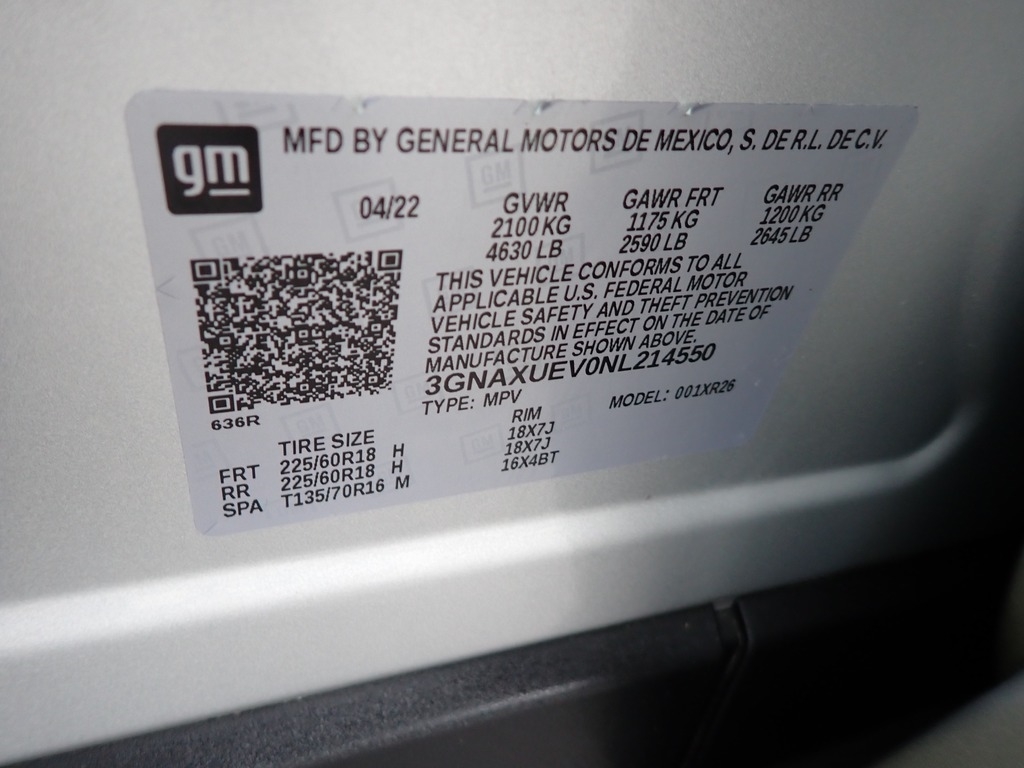 gm
MFD BY GENERAL MOTORS DE MEXICO, S. DE R.L. DE C.V.
04/22 GVWR GAWR FRT GAWR RR
2100 KG 1175 KG 1200 KG
4630 LB 2590 LB 2645 LB
THIS VEHICLE CONFORMS TO ALL
APPLICABLE U.S. FEDERAL MOTOR
VEHICLE SAFETY AND THEFT PREVENTION
STANDARDS IN EFFECT ON THE DATE OF
MANUFACTURE SHOWN ABOVE.
3GNAXUEV0NL214550
TYPE: MPV MODEL: 001XR26
636R
TIRE SIZE RIM
FRT 225/60R18 H 18X7J
RR 225/60R18 H 18X7J
SPA T135/70R16 M 16X4BT